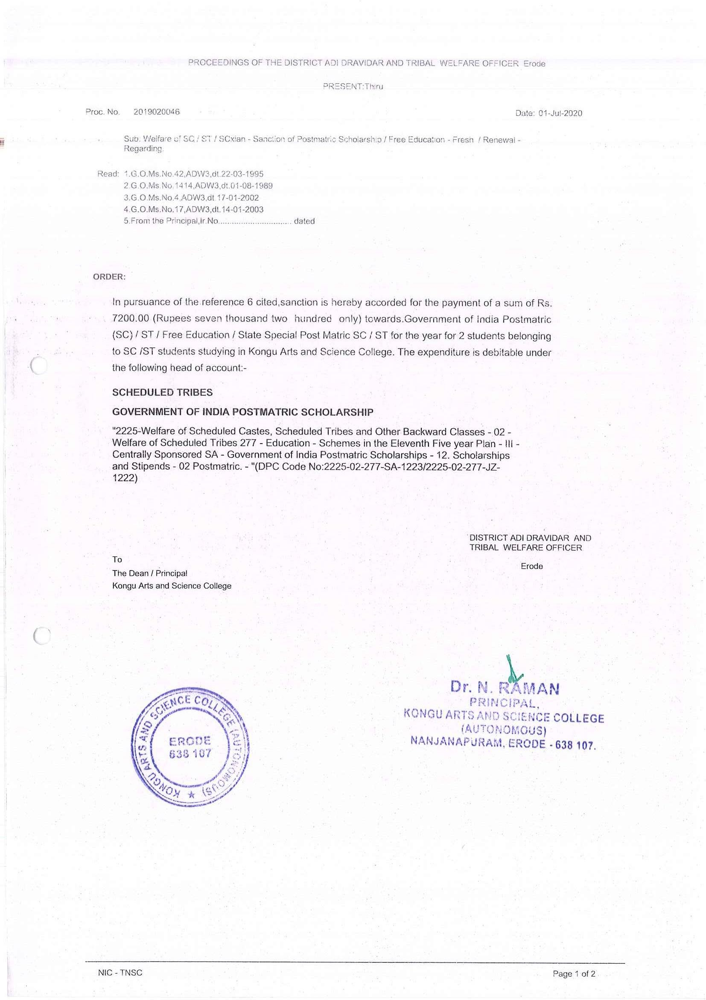 PROCEEDINGS OF THE DISTRICT ADI DRAVIDAR AND TRIBAL WELFARE OFFICER Erode
PRESENT:Thiru
Proc. No. 2019020046
Date: 01-Jul-2020
Sub. Welfare of SC / ST / SCxian - Sanction of Postmatric Scholarship / Free Education - Fresh / Renewal -
Regarding.
Read: 1.G.O.Ms.No.42,ADW3,dt.22-03-1995
2.G.O.Ms.No.1414,ADW3,dt.01-08-1989
3.G.O.Ms.No.4,ADW3,dt.17-01-2002
4.G.O.Ms.No.17,ADW3,dt.14-01-2003
5.From the Principal,lr.No................................ dated
ORDER:
In pursuance of the reference 6 cited,sanction is hereby accorded for the payment of a sum of Rs.
7200.00 (Rupees seven thousand two hundred only) towards.Government of India Postmatric
(SC) / ST / Free Education / State Special Post Matric SC / ST for the year for 2 students belonging
to SC /ST students studying in Kongu Arts and Science College. The expenditure is debitable under
the following head of account:-
SCHEDULED TRIBES
GOVERNMENT OF INDIA POSTMATRIC SCHOLARSHIP
"2225-Welfare of Scheduled Castes, Scheduled Tribes and Other Backward Classes - 02 -
Welfare of Scheduled Tribes 277 - Education - Schemes in the Eleventh Five year Plan - III -
Centrally Sponsored SA - Government of India Postmatric Scholarships - 12. Scholarships
and Stipends - 02 Postmatric. - "(DPC Code No:2225-02-277-SA-1223/2225-02-277-JZ-
1222)
DISTRICT ADI DRAVIDAR AND
TRIBAL WELFARE OFFICER
Erode
To
The Dean / Principal
Kongu Arts and Science College
KONGU ARTS AND SCIENCE COLLEGE (AUTONOMOUS) ★
ERODE
638 107
Dr. N. RAMAN
PRINCIPAL,
KONGU ARTS AND SCIENCE COLLEGE
(AUTONOMOUS)
NANJANAPURAM, ERODE - 638 107.
NIC - TNSC
Page 1 of 2